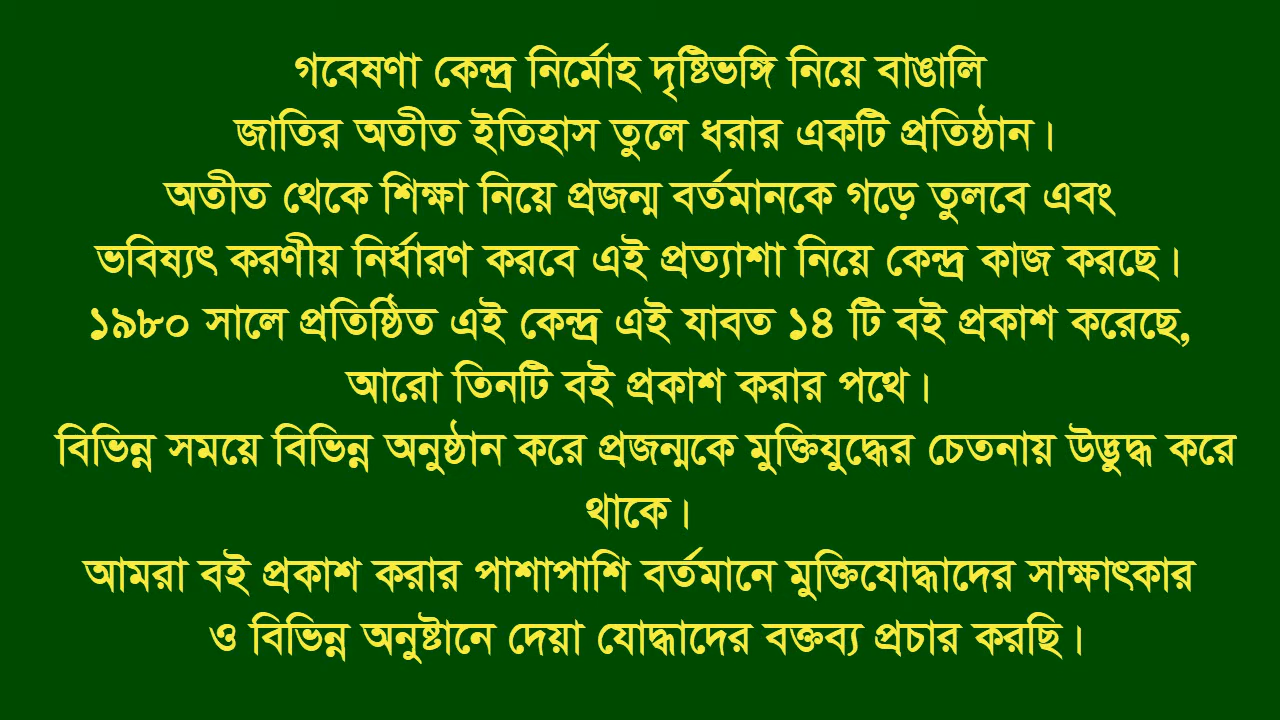 গবেষণা কেন্দ্র নির্মোহ দৃষ্টিভঙ্গি নিয়ে বাঙালি
জাতির অতীত ইতিহাস তুলে ধরার একটি প্রতিষ্ঠান।
অতীত থেকে শিক্ষা নিয়ে প্রজন্ম বর্তমানকে গড়ে তুলবে এবং
ভবিষ্যৎ করণীয় নির্ধারণ করবে এই প্রত্যাশা নিয়ে কেন্দ্র কাজ করছে।
১৯৮০ সালে প্রতিষ্ঠিত এই কেন্দ্র এই যাবত ১৪ টি বই প্রকাশ করেছে,
আরো তিনটি বই প্রকাশ করার পথে।
বিভিন্ন সময়ে বিভিন্ন অনুষ্ঠান করে প্রজন্মকে মুক্তিযুদ্ধের চেতনায় উদ্ভুদ্ধ করে
থাকে।
আমরা বই প্রকাশ করার পাশাপাশি বর্তমানে মুক্তিযোদ্ধাদের সাক্ষাৎকার
ও বিভিন্ন অনুষ্টানে দেয়া যোদ্ধাদের বক্তব্য প্রচার করছি।